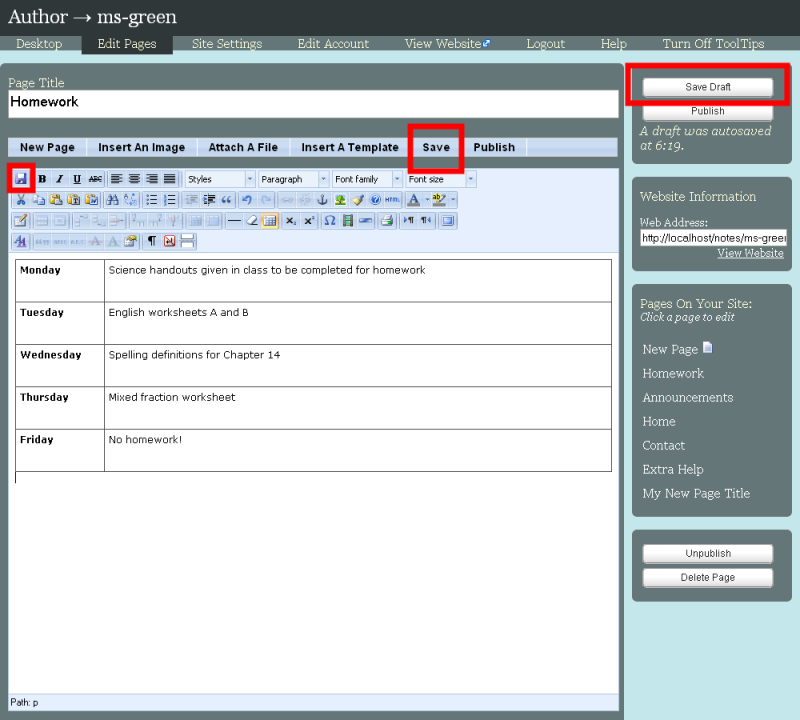 Author → ms-green
Desktop Edit Pages Site Settings Edit Account View Website Logout Help Turn Off ToolTips
Page Title
Homework
New Page Insert An Image Attach A File Insert A Template Save Publish
B I U ABC Styles Paragraph Font family Font size
HTML A ab
Path: p
Monday Science handouts given in class to be completed for homework
Tuesday English worksheets A and B
Wednesday Spelling definitions for Chapter 14
Thursday Mixed fraction worksheet
Friday No homework!
Save Draft
Publish
A draft was autosaved
at 6:19.
Website Information
Web Address:
http://localhost/notes/ms-green
View Website
Pages On Your Site:
Click a page to edit
New Page
Homework
Announcements
Home
Contact
Extra Help
My New Page Title
Unpublish
Delete Page